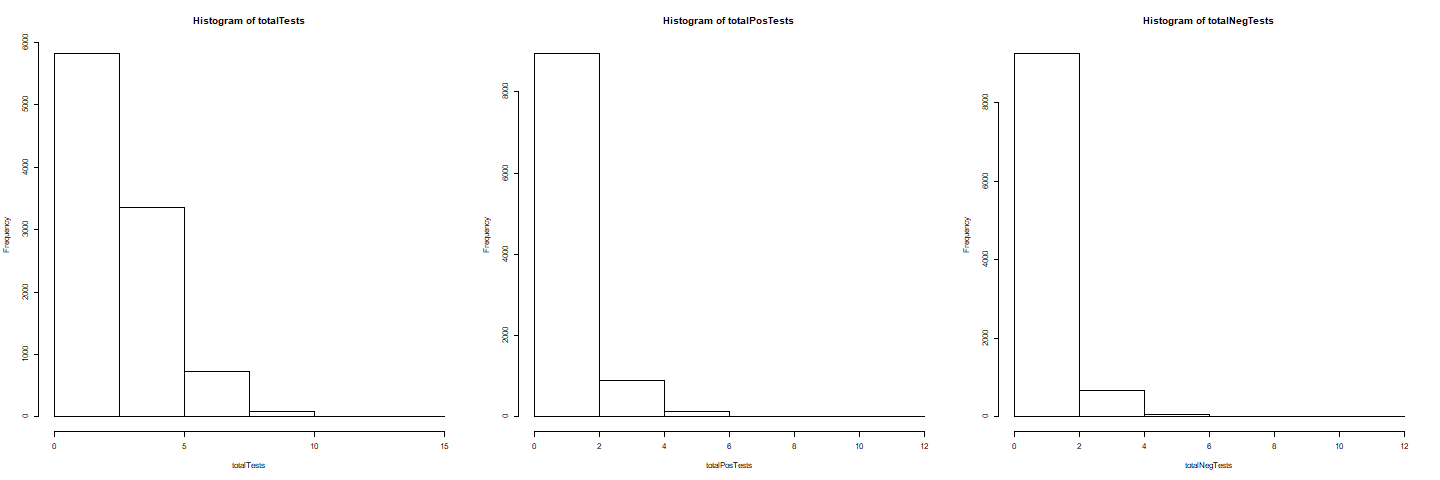 Histogram of totalTests
Frequency
6000
5000
4000
3000
2000
1000
0
0 5 10 15
totalTests
Histogram of totalPosTests
Frequency
8000
6000
4000
2000
0
0 2 4 6 8 10 12
totalPosTests
Histogram of totalNegTests
Frequency
8000
6000
4000
2000
0
0 2 4 6 8 10 12
totalNegTests